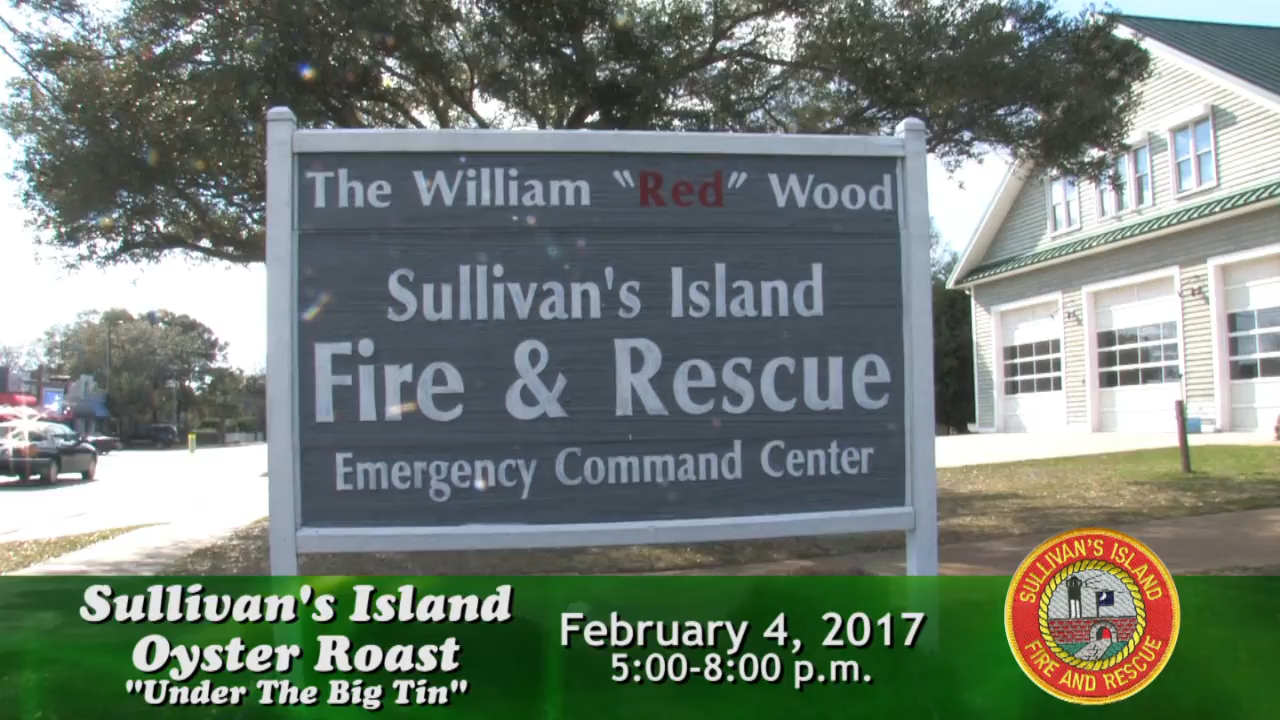 The William "Red" Wood
Sullivan's Island
Fire & Rescue
Emergency Command Center
Sullivan's Island
Oyster Roast
"Under The Big Tin"
February 4, 2017
5:00-8:00 p.m.
SULLIVAN'S ISLAND
FIRE AND RESCUE